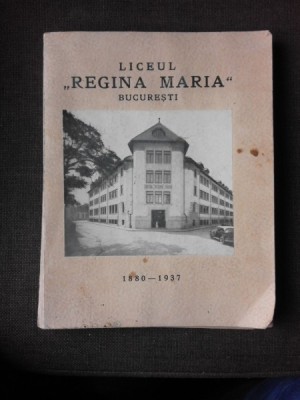 LICEUL
„REGINA MARIA“
BUCUREȘTI
1880—1937